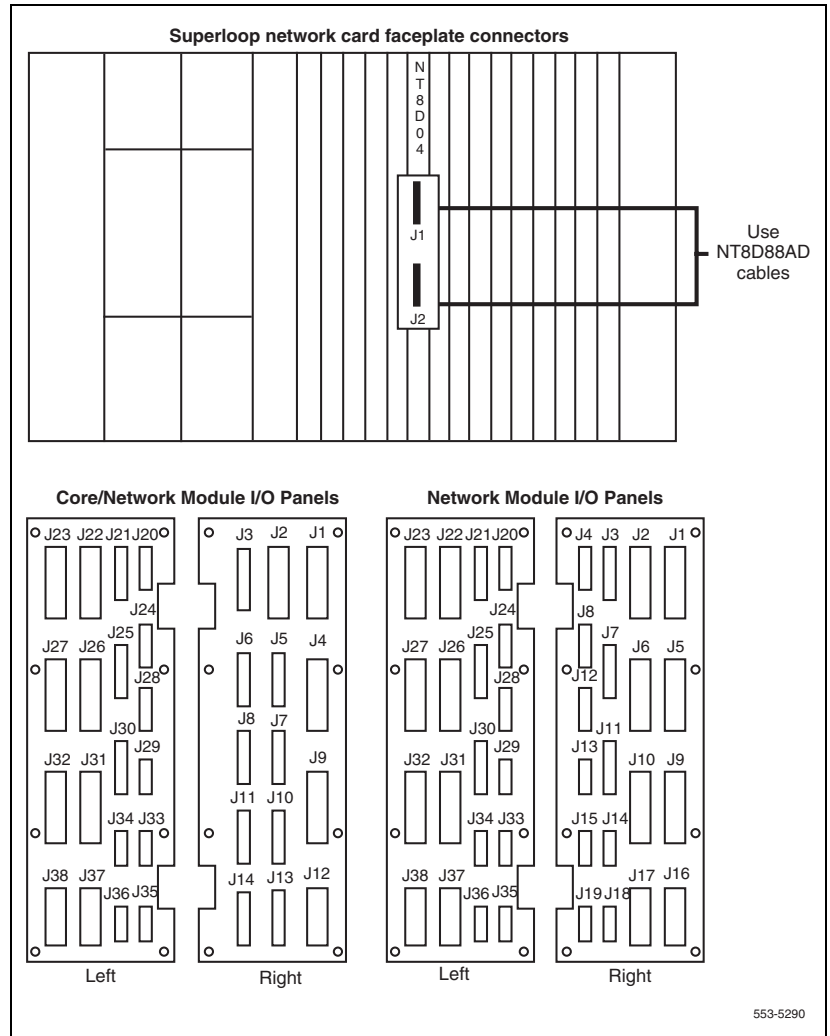 Superloop network card faceplate connectors
N
T
8
D
0
4
J1
J2
Use
NT8D88AD
cables
Core/Network Module I/O Panels
J23 J22 J21 J20
J24
J25
J27 J26
J28
J30
J32 J31 J29
J34 J33
J38 J37
J36 J35
Left
J3 J2 J1
J6 J5 J4
J8 J7
J9
J11 J10
J14 J13 J12
Right
Network Module I/O Panels
J23 J22 J21 J20
J24
J25
J27 J26
J28
J30
J32 J31 J29
J34 J33
J38 J37
J36 J35
Left
J4 J3 J2 J1
J8
J7 J6 J5
J12
J11
J13 J10 J9
J15 J14
J17 J16
J19 J18
Right
553-5290